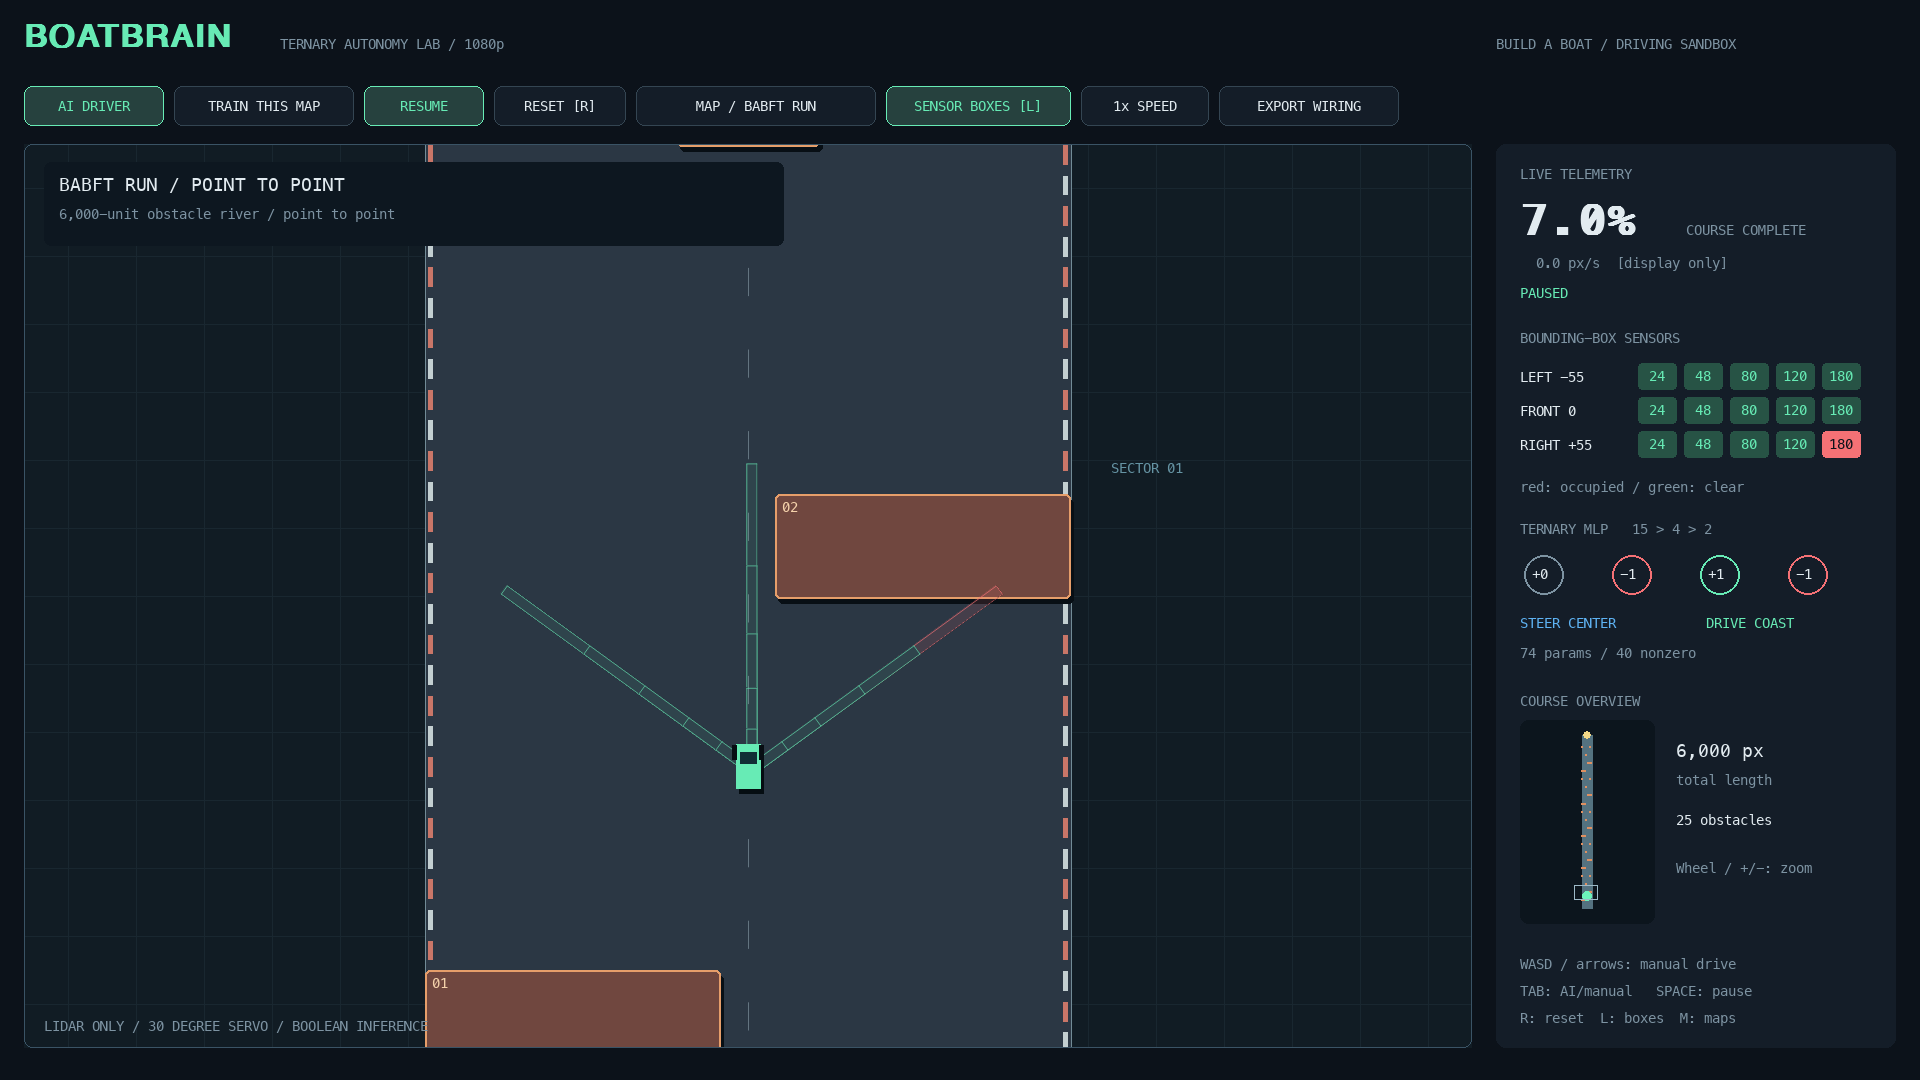 BOATBRAIN
TERNARY AUTONOMY LAB / 1080p
BUILD A BOAT / DRIVING SANDBOX
AI DRIVER
TRAIN THIS MAP
RESUME
RESET [R]
MAP / BABFT RUN
SENSOR BOXES [L]
1x SPEED
EXPORT WIRING
BABFT RUN / POINT TO POINT
6,000-unit obstacle river / point to point
SECTOR 01
02
01
LIDAR ONLY / 30 DEGREE SERVO / BOOLEAN INFERENCE
LIVE TELEMETRY
7.0% COURSE COMPLETE
0.0 px/s [display only]
PAUSED
BOUNDING-BOX SENSORS
LEFT -55 24 48 80 120 180
FRONT 0 24 48 80 120 180
RIGHT +55 24 48 80 120 180
red: occupied / green: clear
TERNARY MLP 15 > 4 > 2
+0 -1 +1 -1
STEER CENTER DRIVE COAST
74 params / 40 nonzero
COURSE OVERVIEW
6,000 px
total length
25 obstacles
Wheel / +/-: zoom
WASD / arrows: manual drive
TAB: AI/manual SPACE: pause
R: reset L: boxes M: maps